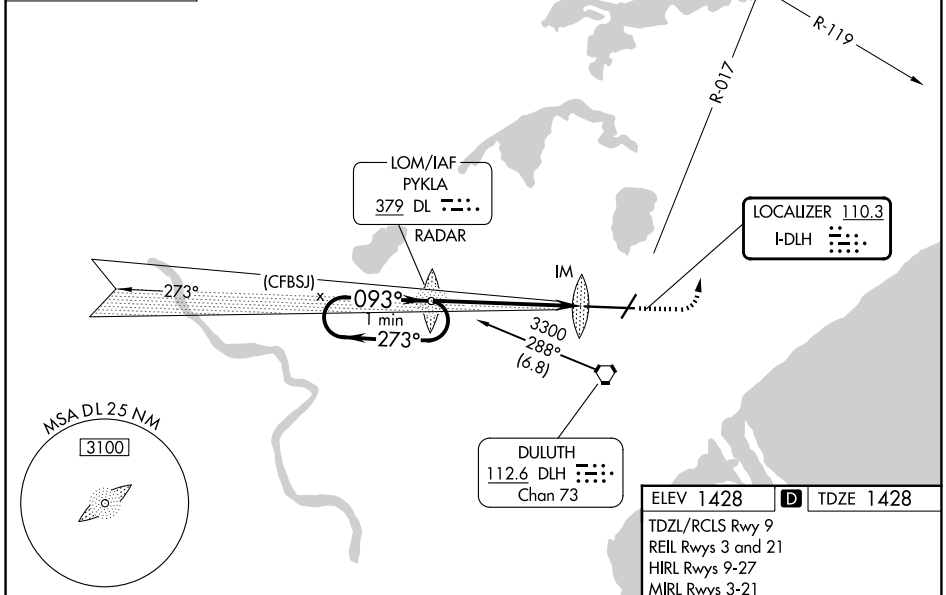 R-119
R-017
LOM/IAF
PYKLA
379 DL
RADAR
LOCALIZER 110.3
I-DLH
IM
(CFBSJ)
273°
x
093°
1 min
273°
3300
288°
(6.8)
MSA DL 25 NM
3100
DULUTH
112.6 DLH
Chan 73
ELEV 1428 D TDZE 1428
TDZL/RCLS Rwy 9
REIL Rwys 3 and 21
HIRL Rwys 9-27
MIRL Rwys 3-21